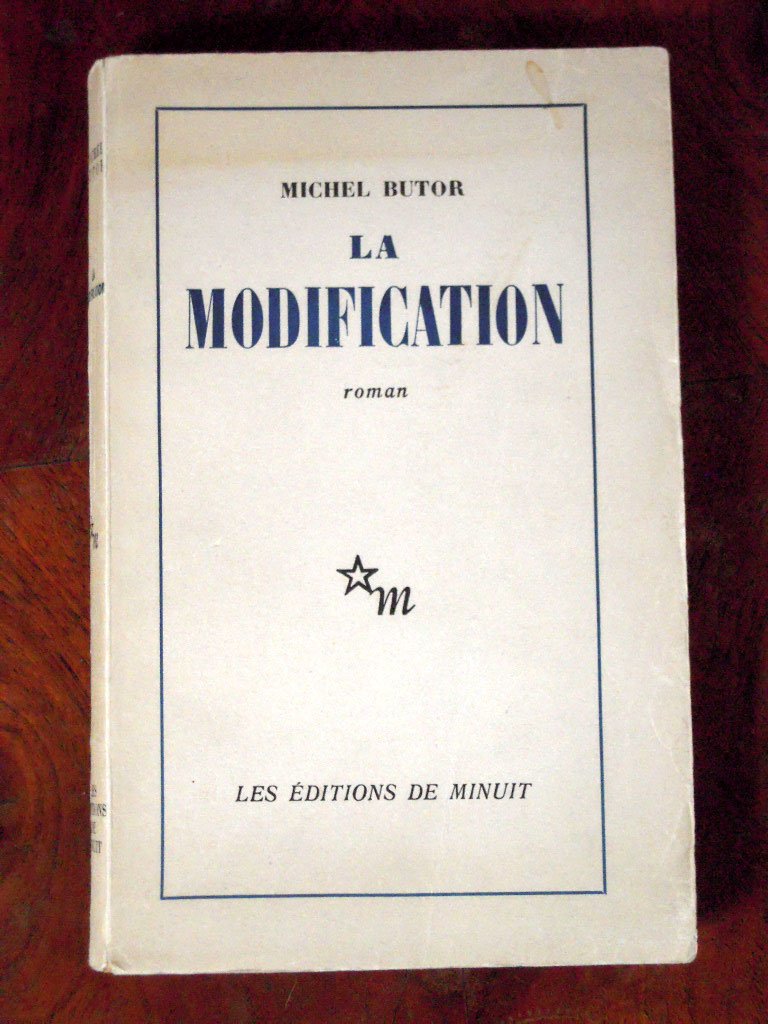 MICHEL BUTOR
LA
MODIFICATION
roman
m
LES ÉDITIONS DE MINUIT